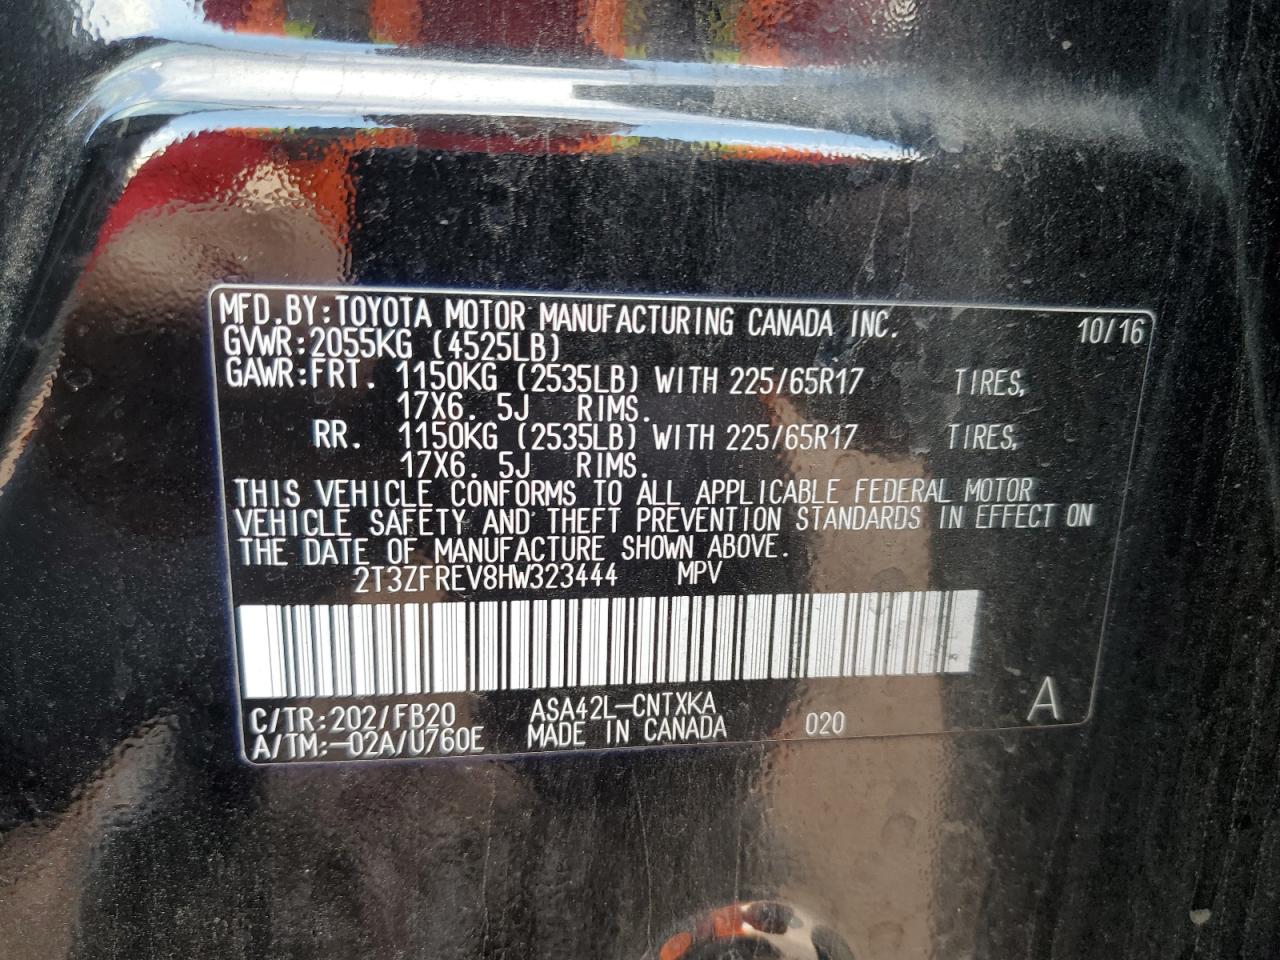 MFD.BY:TOYOTA MOTOR MANUFACTURING CANADA INC. 10/16
GVWR:2055KG (4525LB)
GAWR:FRT. 1150KG (2535LB) WITH 225/65R17 TIRES,
17X6.5J RIMS.
RR. 1150KG (2535LB) WITH 225/65R17 TIRES,
17X6.5J RIMS.
THIS VEHICLE CONFORMS TO ALL APPLICABLE FEDERAL MOTOR
VEHICLE SAFETY AND THEFT PREVENTION STANDARDS IN EFFECT ON
THE DATE OF MANUFACTURE SHOWN ABOVE.
2T3ZFREV8HW323444 MPV
C/TR:202/FB20 ASA42L-CNTXKA A
A/TM:-02A/U760E MADE IN CANADA 020